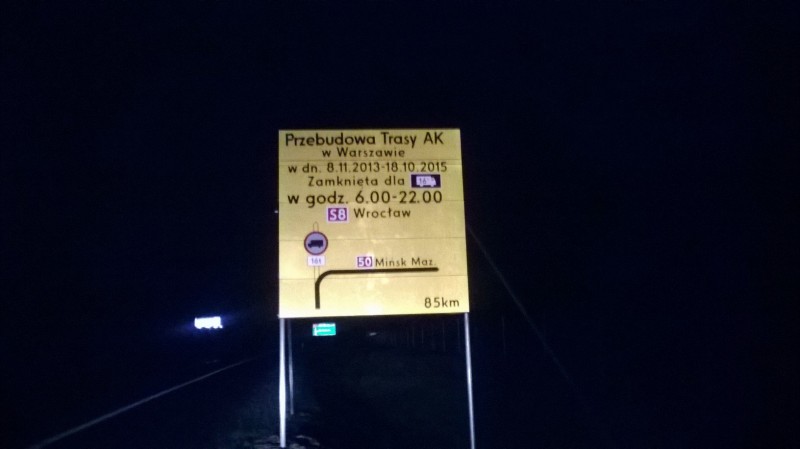 Przebudowa Trasy AK
w Warszawie
w dn. 8.11.2013-18.10.2015
Zamknięta dla
w godz. 6.00-22.00
S8 Wrocław
16t
50 Mińsk Maz.
85km